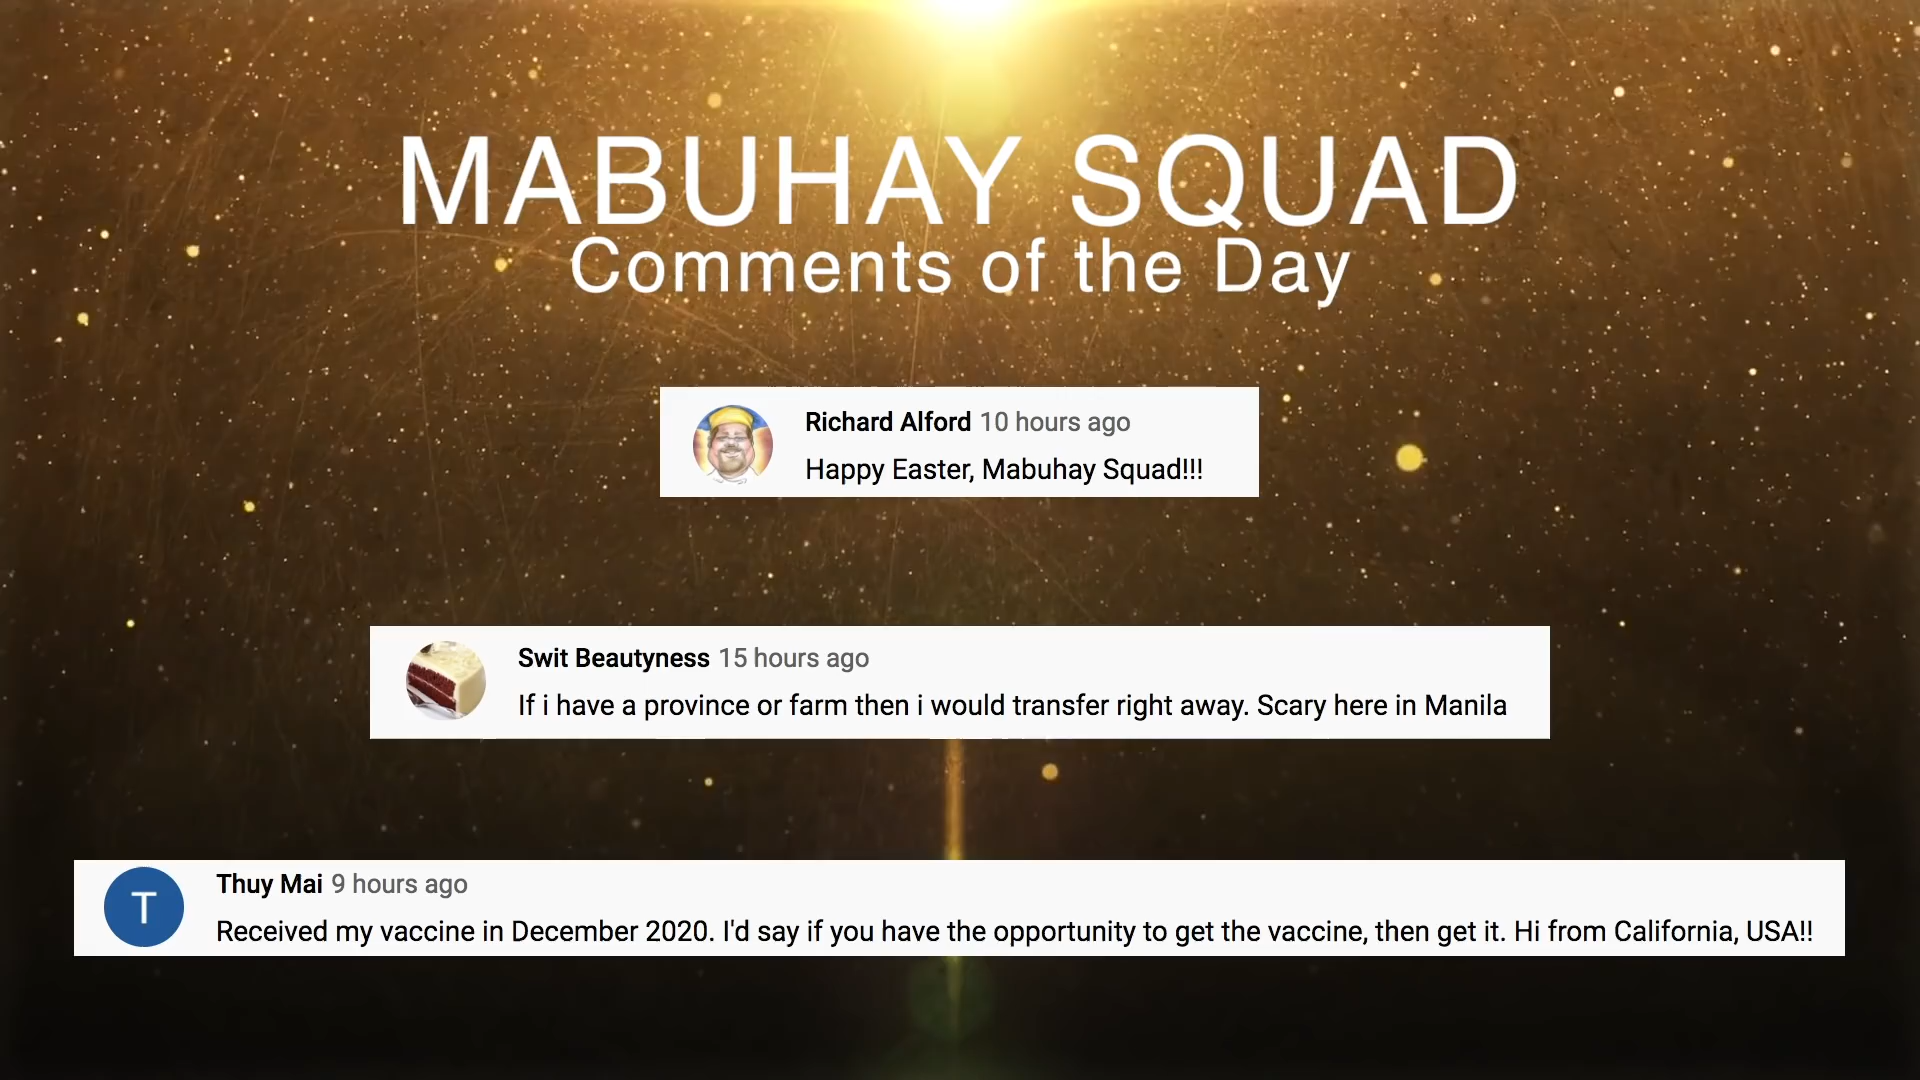 MABUHAY SQUAD
Comments of the Day
Richard Alford 10 hours ago
Happy Easter, Mabuhay Squad!!!
Swit Beautyness 15 hours ago
If i have a province or farm then i would transfer right away. Scary here in Manila
T
Thuy Mai 9 hours ago
Received my vaccine in December 2020. I'd say if you have the opportunity to get the vaccine, then get it. Hi from California, USA!!